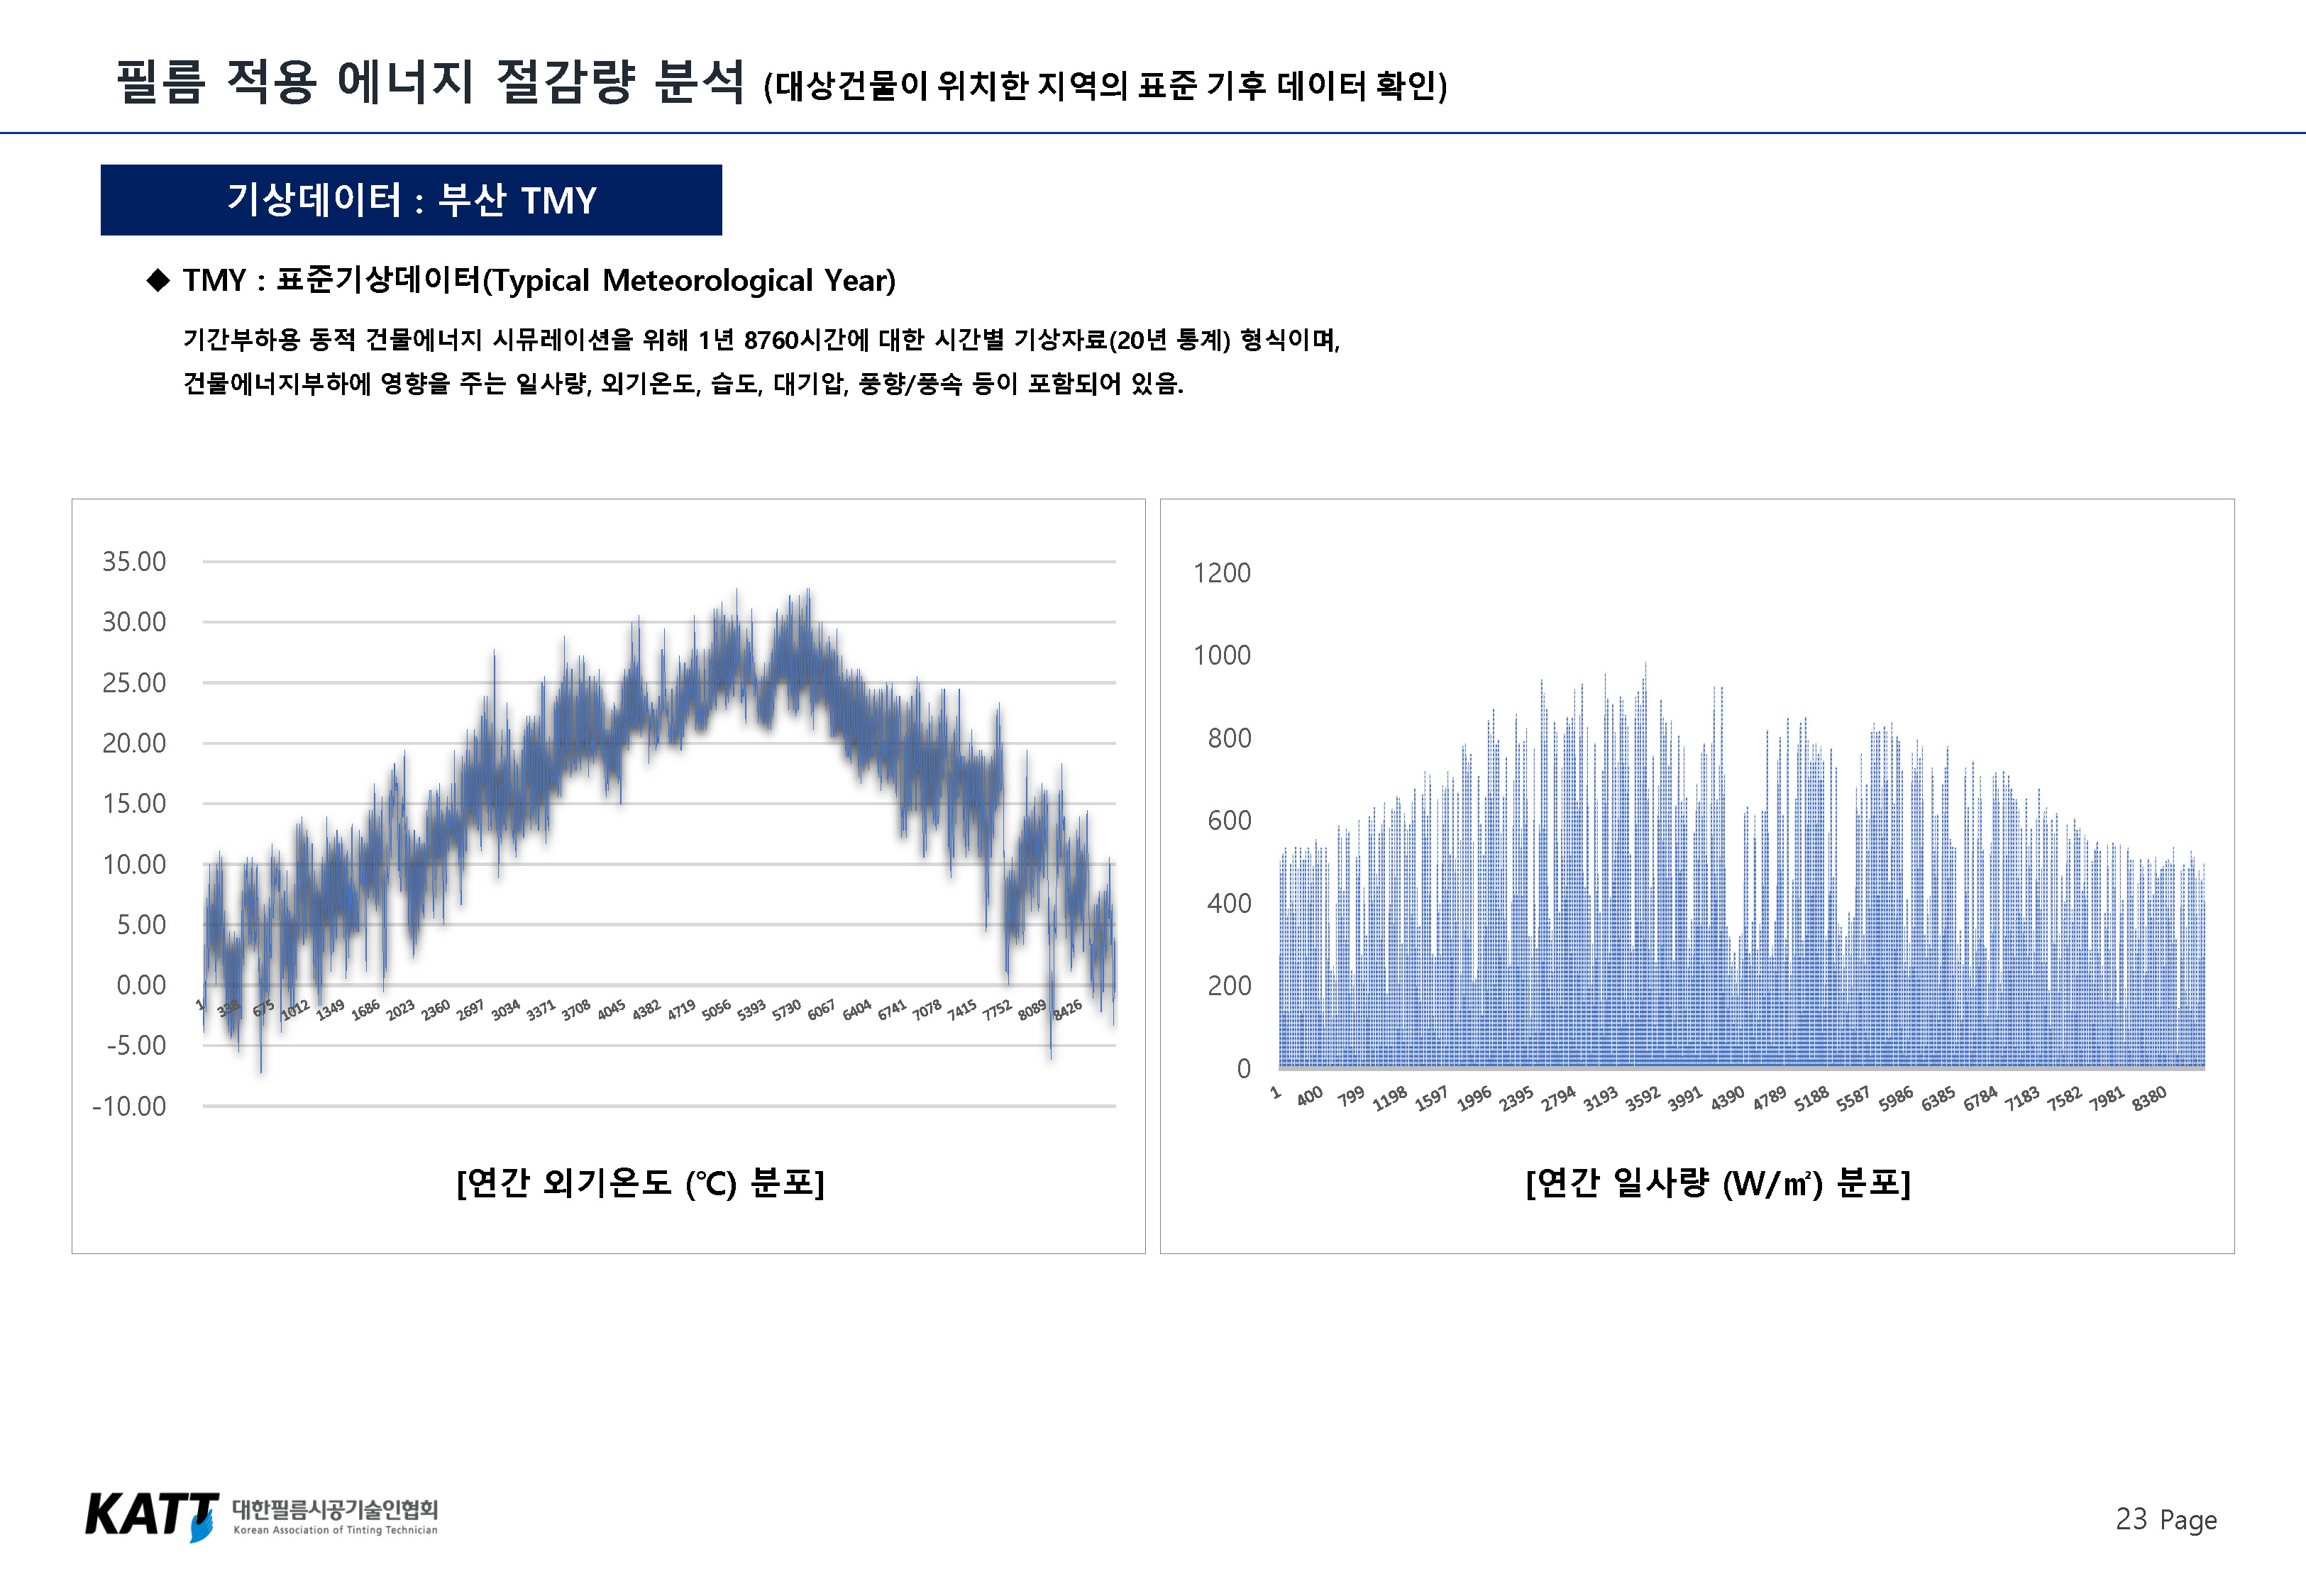 필름 적용 에너지 절감량 분석 (대상건물이 위치한 지역의 표준 기후 데이터 확인)
기상데이터 : 부산 TMY
◆ TMY : 표준기상데이터(Typical Meteorological Year)
기간부하용 동적 건물에너지 시뮤레이션을 위해 1년 8760시간에 대한 시간별 기상자료(20년 통계) 형식이며,
건물에너지부하에 영향을 주는 일사량, 외기온도, 습도, 대기압, 풍향/풍속 등이 포함되어 있음.
35.00
30.00
25.00
20.00
15.00
10.00
5.00
0.00
-5.00
-10.00
1 338 675 1012 1349 1686 2023 2360 2697 3034 3371 3708 4045 4382 4719 5056 5393 5730 6067 6404 6741 7078 7415 7752 8089 8426
[연간 외기온도 (℃) 분포]
1200
1000
800
600
400
200
0
1 400 799 1198 1597 1996 2395 2794 3193 3592 3991 4390 4789 5188 5587 5986 6385 6784 7183 7582 7981 8380
[연간 일사량 (W/㎡) 분포]
KATT 대한필름시공기술인협회
Korean Association of Tinting Technician
23 Page